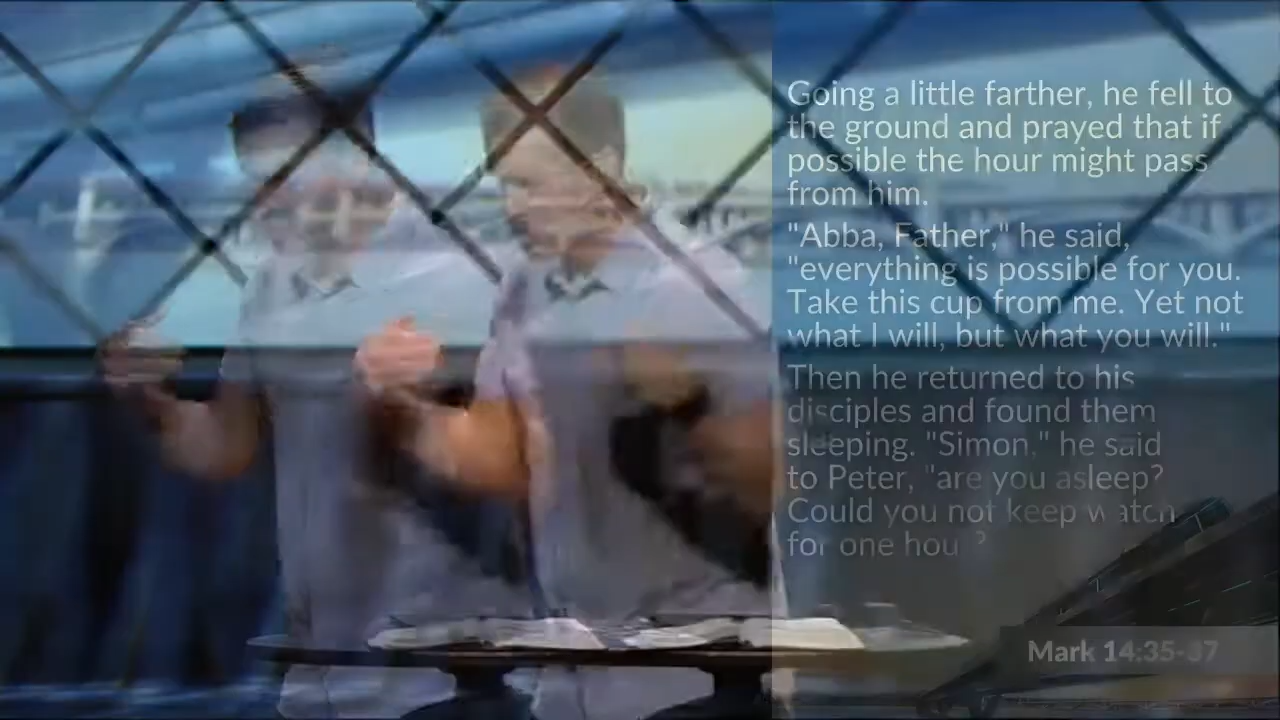 Going a little farther, he fell to
the ground and prayed that if
possible the hour might pass
from him.
"Abba, Father," he said,
"everything is possible for you.
Take this cup from me. Yet not
what I will, but what you will."
Then he returned to his
disciples and found them
sleeping. "Simon," he said
to Peter, "are you asleep?
Could you not keep watch
for one hour?
Mark 14:35-37